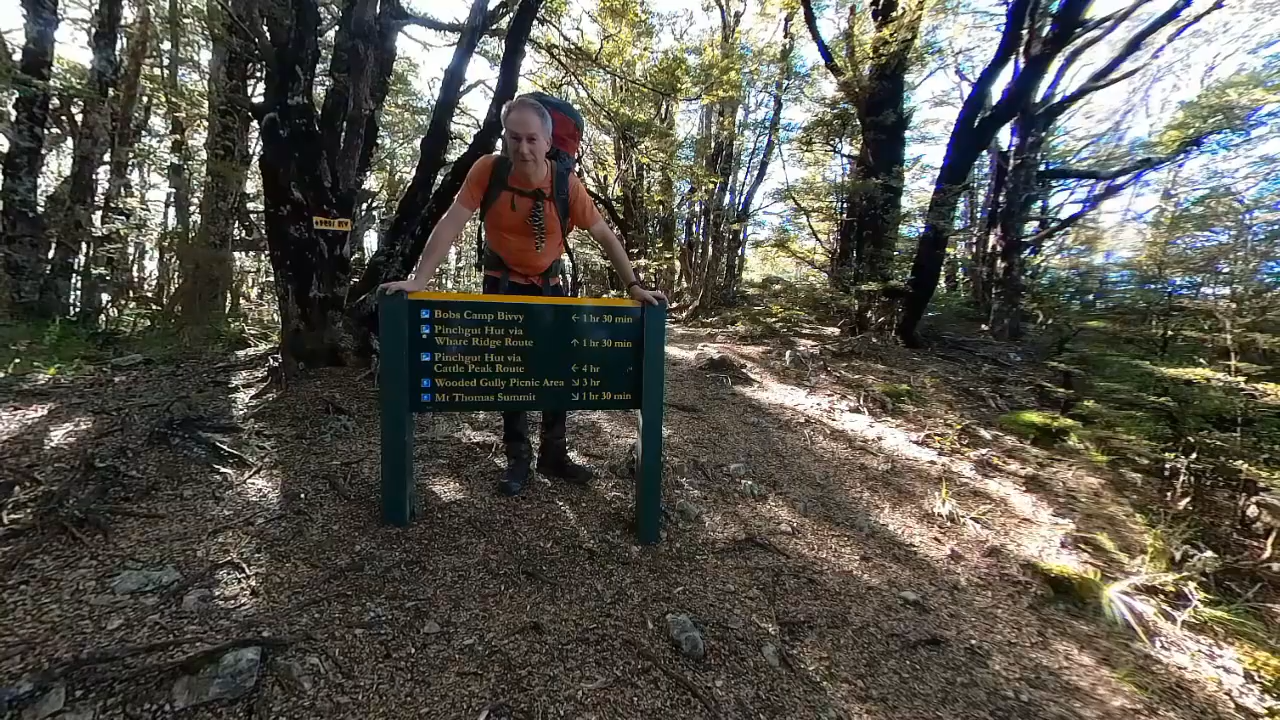 Bobs Camp Bivvy ← 1 hr 30 min
Pinchgut Hut via
Whare Ridge Route ↑ 1 hr 30 min
Pinchgut Hut via
Cattle Peak Route ← 4 hr
Wooded Gully Picnic Area ↘ 3 hr
Mt Thomas Summit ↘ 1 hr 30 min